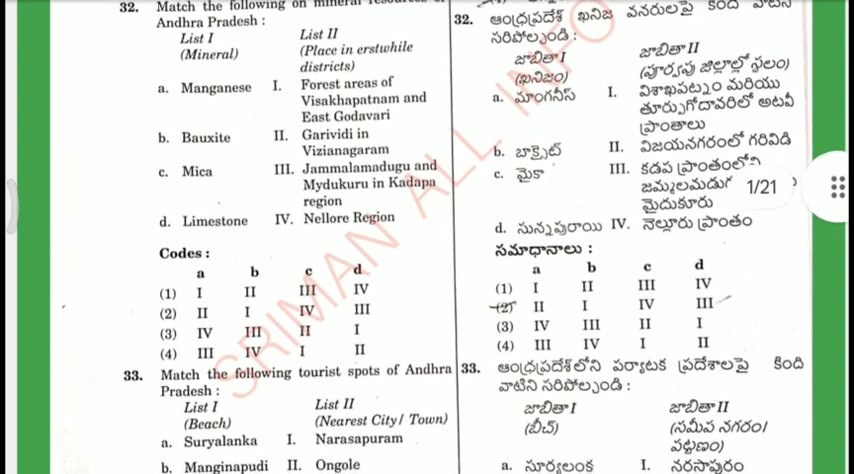 32. Match the following on mineral resources of
Andhra Pradesh :
List I List II
(Mineral) (Place in erstwhile
districts)
a. Manganese I. Forest areas of
Visakhapatnam and
East Godavari
b. Bauxite II. Garividi in
Vizianagaram
c. Mica III. Jammalamadugu and
Mydukuru in Kadapa
region
d. Limestone IV. Nellore Region
Codes :
a b c d
(1) I II III IV
(2) II I IV III
(3) IV III II I
(4) III IV I II
33. Match the following tourist spots of Andhra
Pradesh :
List I List II
(Beach) (Nearest City / Town)
a. Suryalanka I. Narasapuram
b. Manginapudi II. Ongole
32. ఆంధ్రప్రదేశ్ ఖనిజ వనరులపై కింది వాటిని
సరిపోల్చండి :
జాబితా I జాబితా II
(ఖనిజం) (పూర్వపు జిల్లాల్లో స్థలం)
a. మాంగనీస్ I. విశాఖపట్నం మరియు
తూర్పుగోదావరిలో అటవీ
ప్రాంతాలు
b. బాక్సైట్ II. విజయనగరంలో గరివిడి
c. మైకా III. కడప ప్రాంతంలోని
జమ్మలమడుగు
మైదుకూరు
d. సున్నపురాయి IV. నెల్లూరు ప్రాంతం
సమాధానాలు :
a b c d
(1) I II III IV
(2) II I IV III
(3) IV III II I
(4) III IV I II
33. ఆంధ్రప్రదేశ్‌లోని పర్యాటక ప్రదేశాలపై కింది
వాటిని సరిపోల్చండి :
జాబితా I జాబితా II
(బీచ్) (సమీప నగరం/
పట్టణం)
a. సూర్యలంక I. నరసాపురం
1/21
SRIMAN ALL INFO